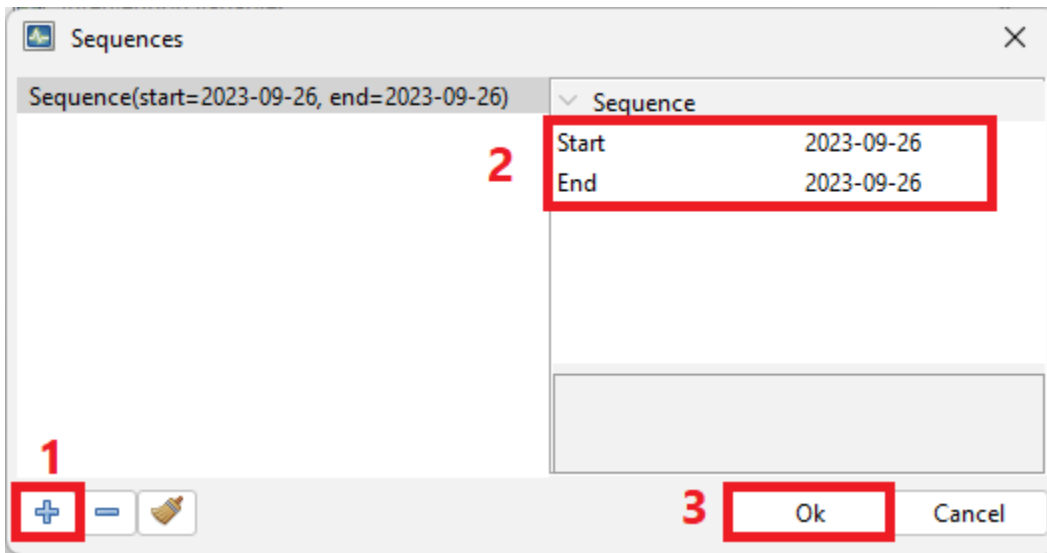 Sequences
Sequence(start=2023-09-26, end=2023-09-26)
Sequence
Start 2023-09-26
End 2023-09-26
2
1
3
Ok
Cancel